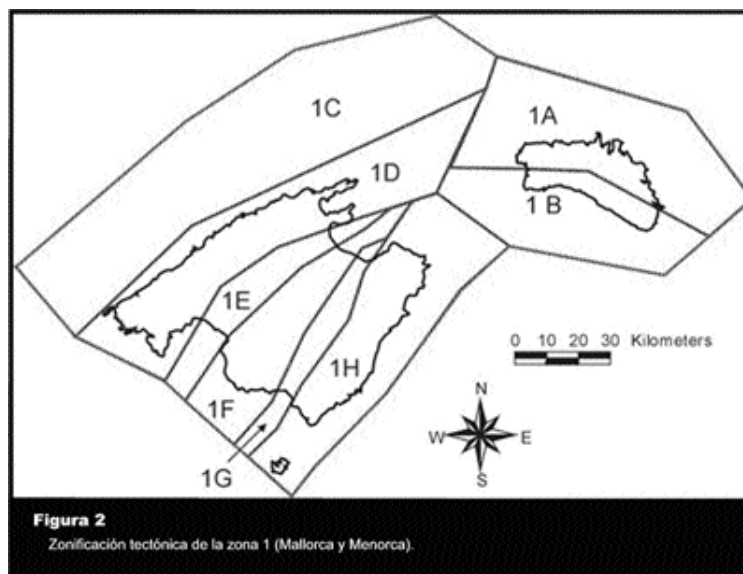 1C
1A
1D
1 B
1E
0 10 20 30 Kilometers
1H
N
1F
W E
S
1G
Figura 2
Zonificación tectónica de la zona 1 (Mallorca y Menorca).